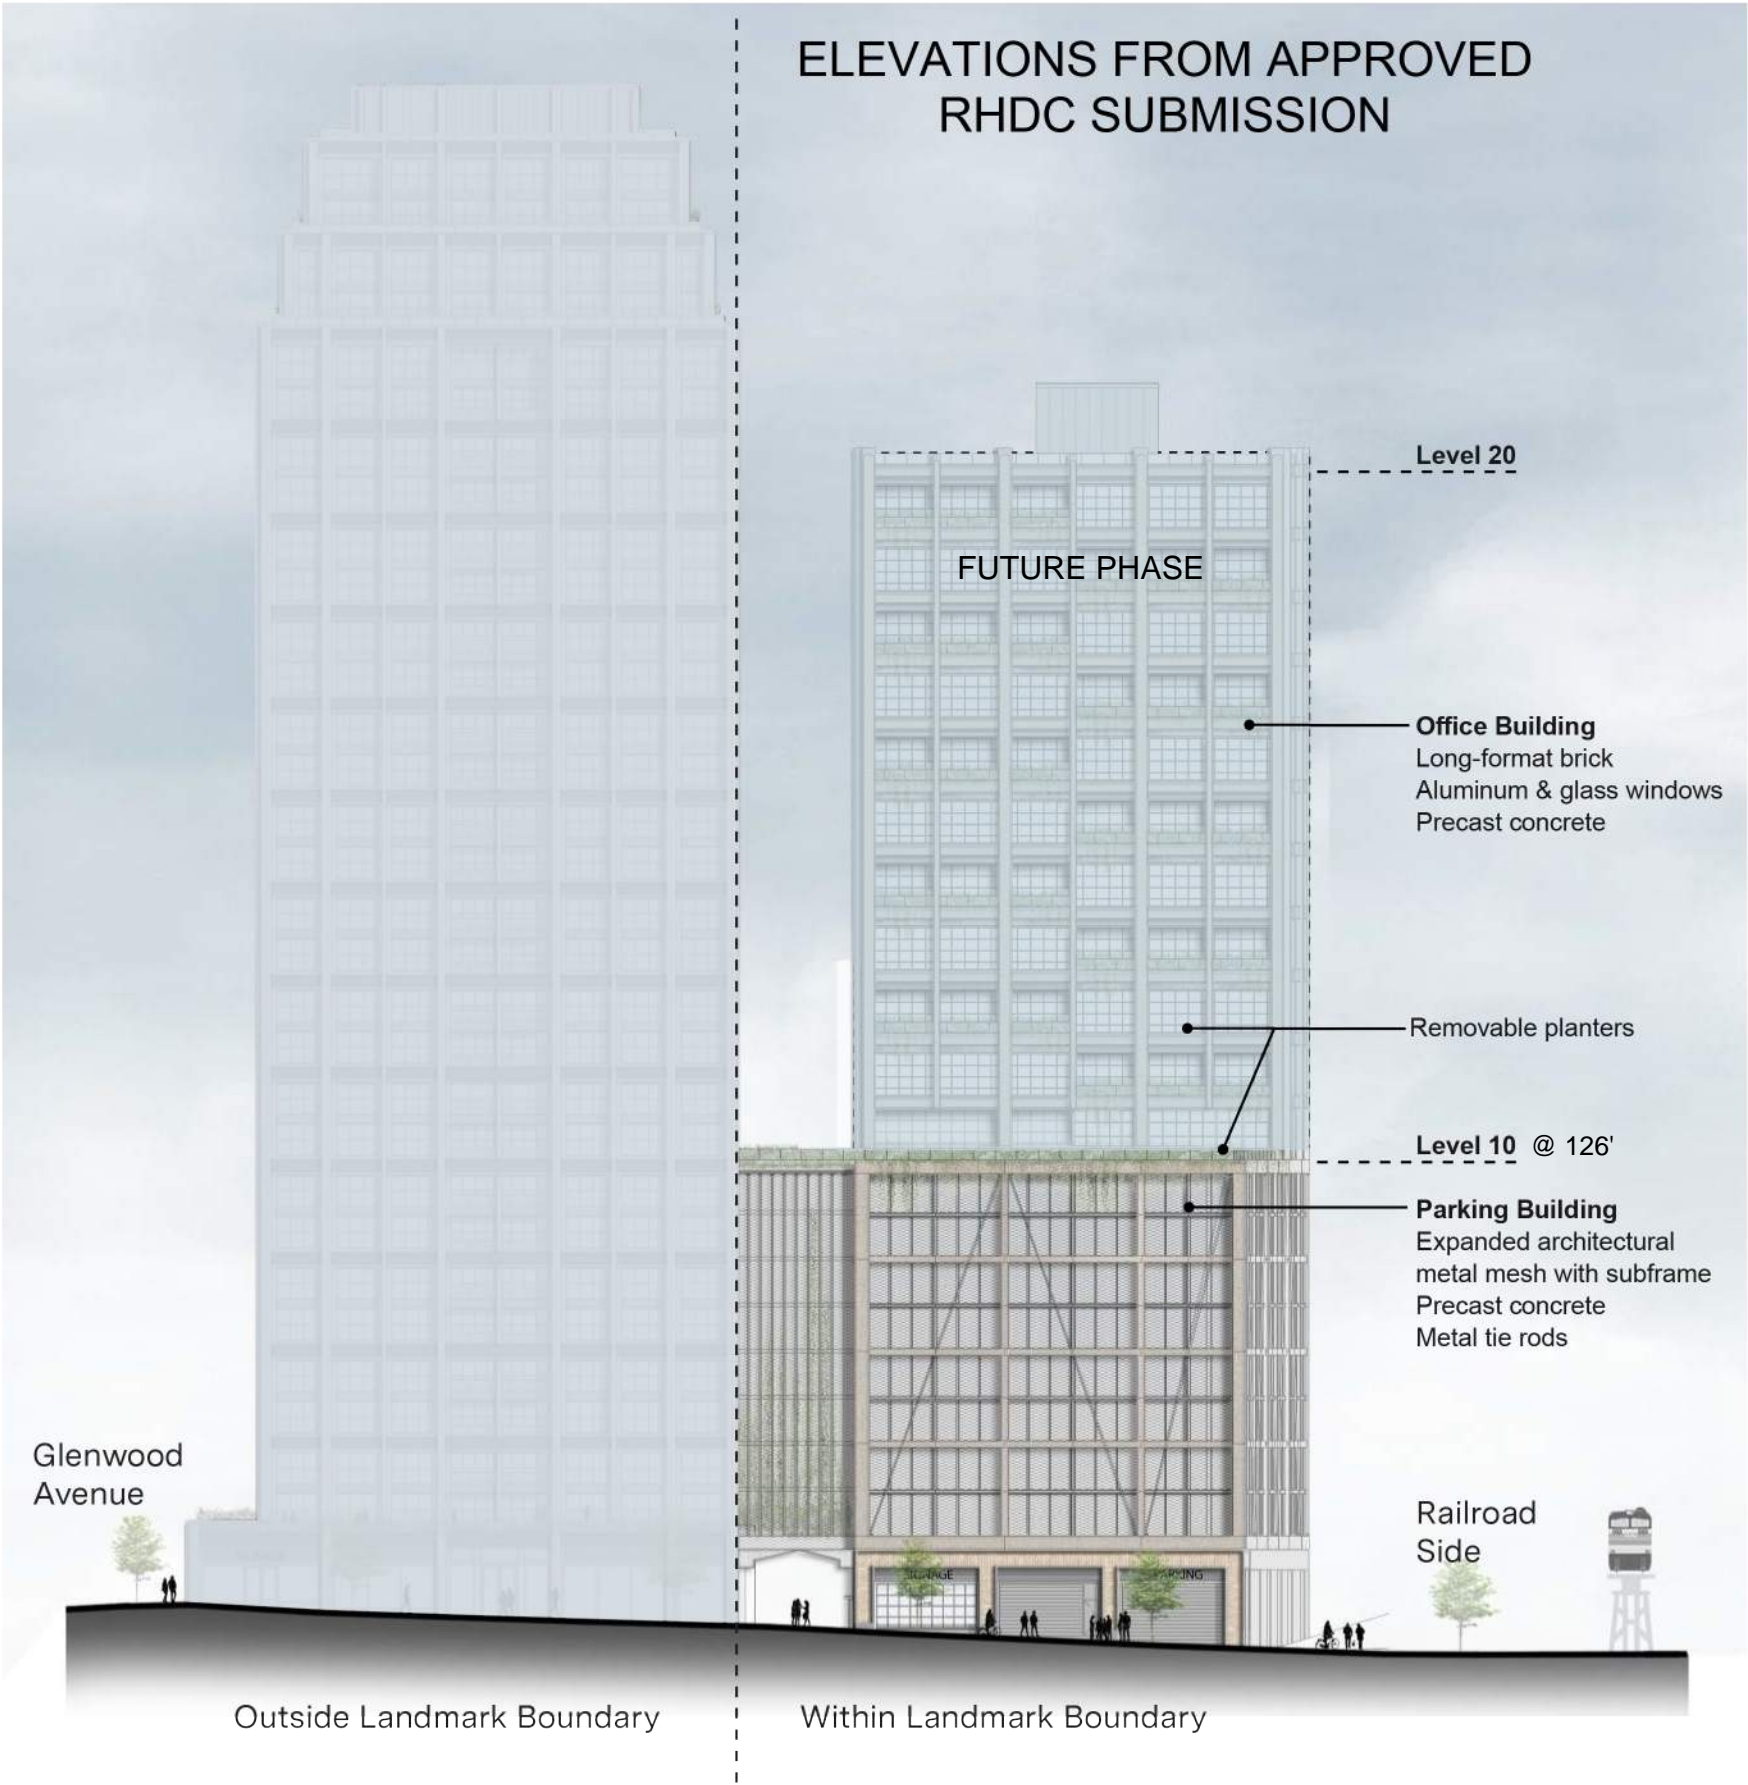 ELEVATIONS FROM APPROVED
RHDC SUBMISSION
Level 20
FUTURE PHASE
Office Building
Long-format brick
Aluminum & glass windows
Precast concrete
Removable planters
Level 10 @ 126'
Parking Building
Expanded architectural
metal mesh with subframe
Precast concrete
Metal tie rods
Glenwood
Avenue
Railroad
Side
Outside Landmark Boundary
Within Landmark Boundary